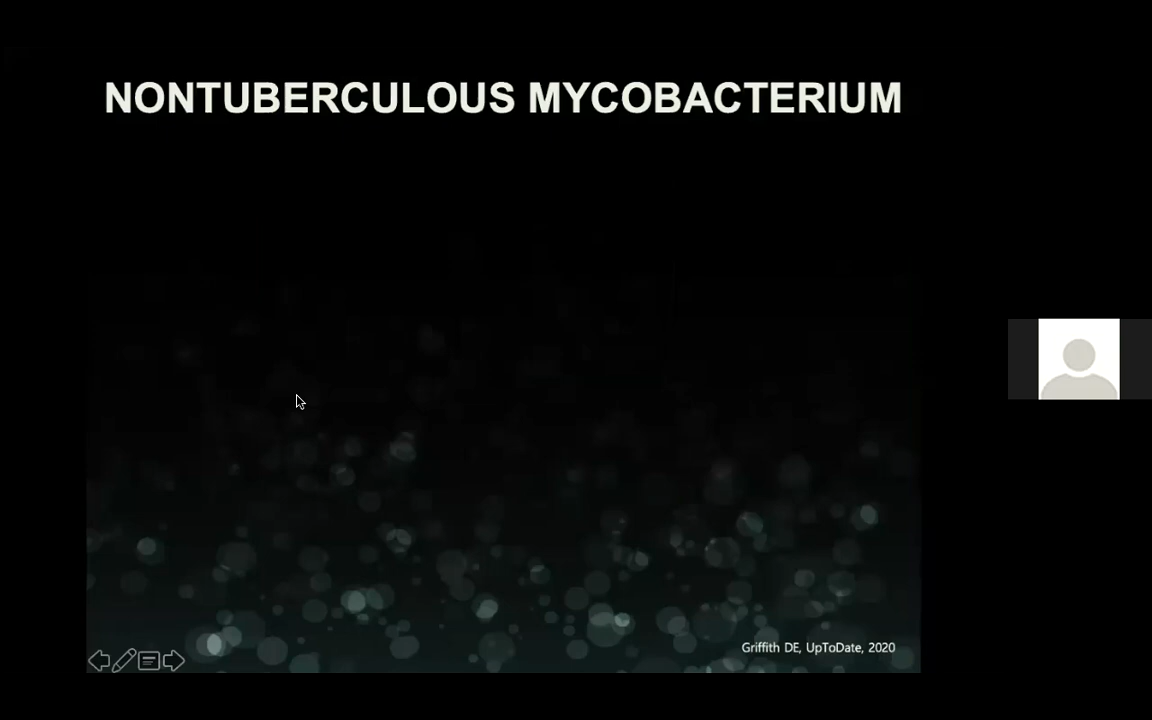 NONTUBERCULOUS MYCOBACTERIUM
Griffith DE, UpToDate, 2020